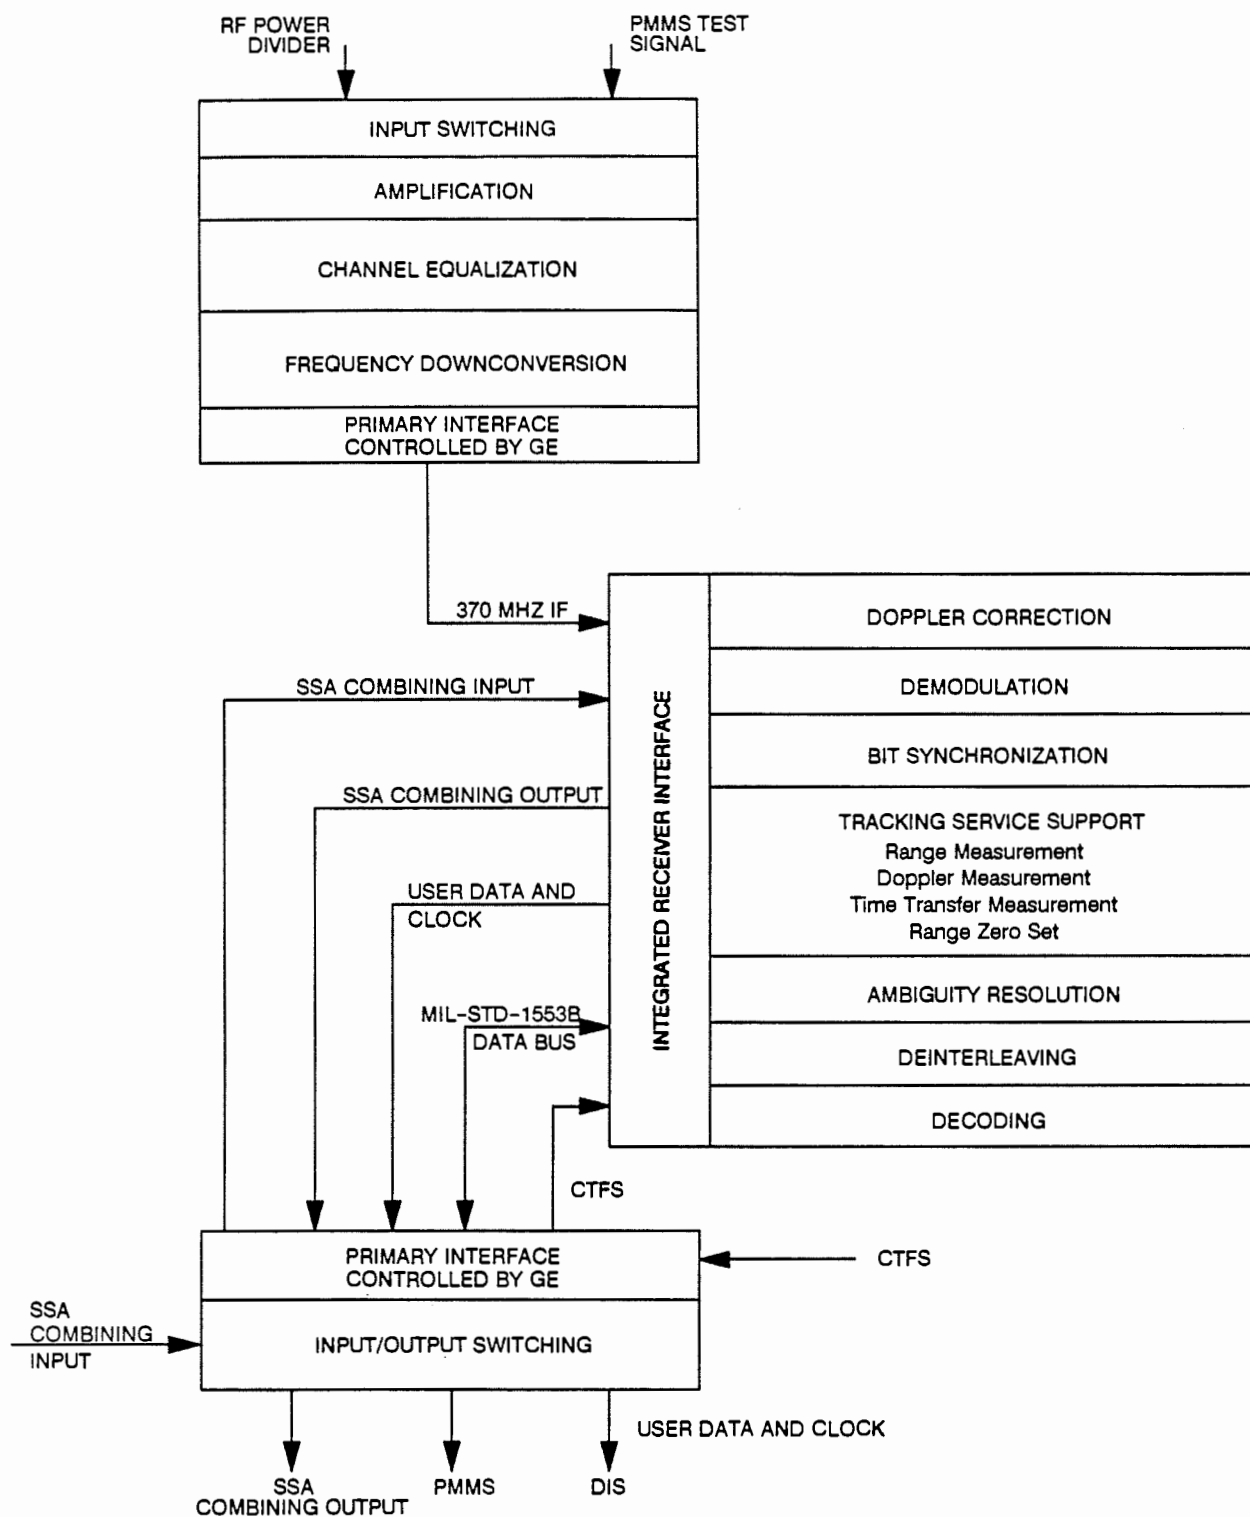 RF POWER
DIVIDER
PMMS TEST
SIGNAL
INPUT SWITCHING
AMPLIFICATION
CHANNEL EQUALIZATION
FREQUENCY DOWNCONVERSION
PRIMARY INTERFACE
CONTROLLED BY GE
370 MHZ IF
SSA COMBINING INPUT
SSA COMBINING OUTPUT
USER DATA AND
CLOCK
MIL-STD-1553B
DATA BUS
CTFS
INTEGRATED RECEIVER INTERFACE
DOPPLER CORRECTION
DEMODULATION
BIT SYNCHRONIZATION
TRACKING SERVICE SUPPORT
Range Measurement
Doppler Measurement
Time Transfer Measurement
Range Zero Set
AMBIGUITY RESOLUTION
DEINTERLEAVING
DECODING
PRIMARY INTERFACE
CONTROLLED BY GE
CTFS
SSA
COMBINING
INPUT
INPUT/OUTPUT SWITCHING
USER DATA AND CLOCK
SSA
COMBINING OUTPUT
PMMS
DIS